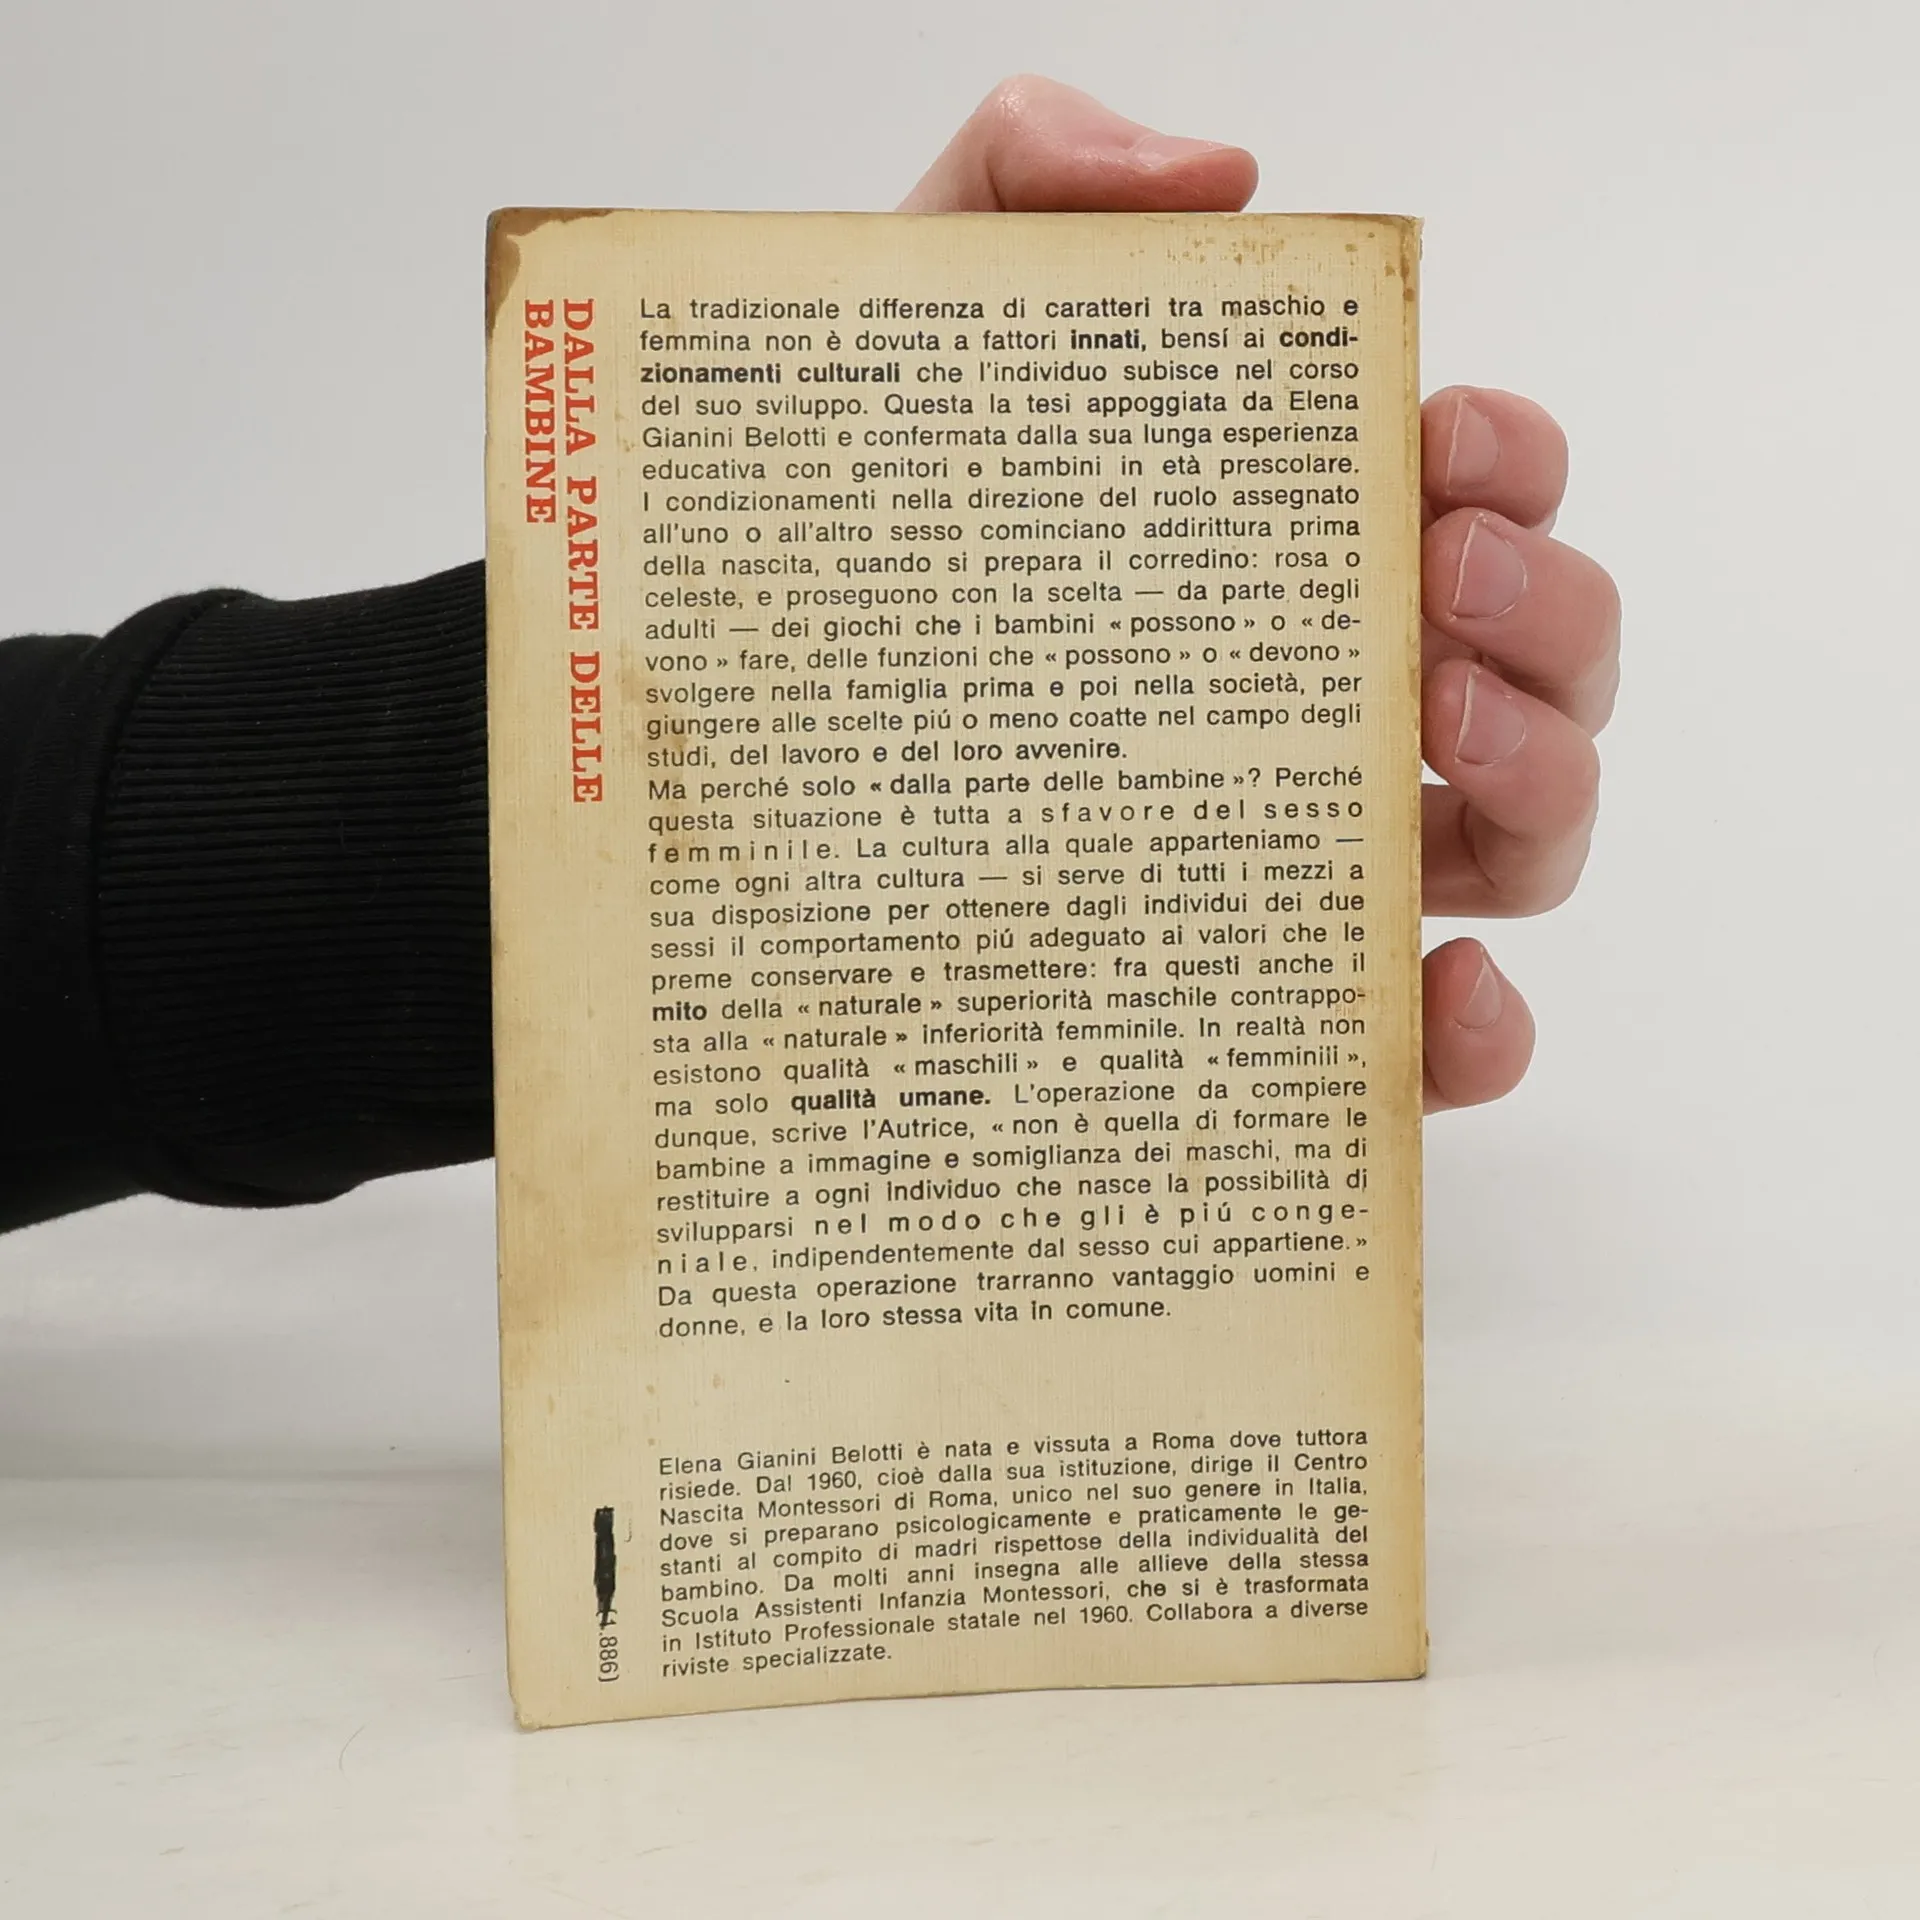 DALLA PARTE DELLE
BAMBINE
La tradizionale differenza di caratteri tra maschio e
femmina non è dovuta a fattori innati, bensí ai condi-
zionamenti culturali che l'individuo subisce nel corso
del suo sviluppo. Questa la tesi appoggiata da Elena
Gianini Belotti e confermata dalla sua lunga esperienza
educativa con genitori e bambini in età prescolare.
I condizionamenti nella direzione del ruolo assegnato
all'uno o all'altro sesso cominciano addirittura prima
della nascita, quando si prepara il corredino: rosa o
celeste, e proseguono con la scelta — da parte degli
adulti — dei giochi che i bambini « possono » o « de-
vono » fare, delle funzioni che « possono » o « devono »
svolgere nella famiglia prima e poi nella società, per
giungere alle scelte piú o meno coatte nel campo degli
studi, del lavoro e del loro avvenire.
Ma perché solo « dalla parte delle bambine »? Perché
questa situazione è tutta a sfavore del sesso
femminile. La cultura alla quale apparteniamo —
come ogni altra cultura — si serve di tutti i mezzi a
sua disposizione per ottenere dagli individui dei due
sessi il comportamento piú adeguato ai valori che le
preme conservare e trasmettere: fra questi anche il
mito della « naturale » superiorità maschile contrappo-
sta alla « naturale » inferiorità femminile. In realtà non
esistono qualità « maschili » e qualità « femminili »,
ma solo qualità umane. L'operazione da compiere
dunque, scrive l'Autrice, « non è quella di formare le
bambine a immagine e somiglianza dei maschi, ma di
restituire a ogni individuo che nasce la possibilità di
svilupparsi nel modo che gli è piú conge-
niale, indipendentemente dal sesso cui appartiene. »
Da questa operazione trarranno vantaggio uomini e
donne, e la loro stessa vita in comune.
Elena Gianini Belotti è nata e vissuta a Roma dove tuttora
risiede. Dal 1960, cioè dalla sua istituzione, dirige il Centro
Nascita Montessori di Roma, unico nel suo genere in Italia,
dove si preparano psicologicamente e praticamente le ge-
stanti al compito di madri rispettose della individualità del
bambino. Da molti anni insegna alle allieve della stessa
Scuola Assistenti Infanzia Montessori, che si è trasformata
in Istituto Professionale statale nel 1960. Collabora a diverse
riviste specializzate.
.886)